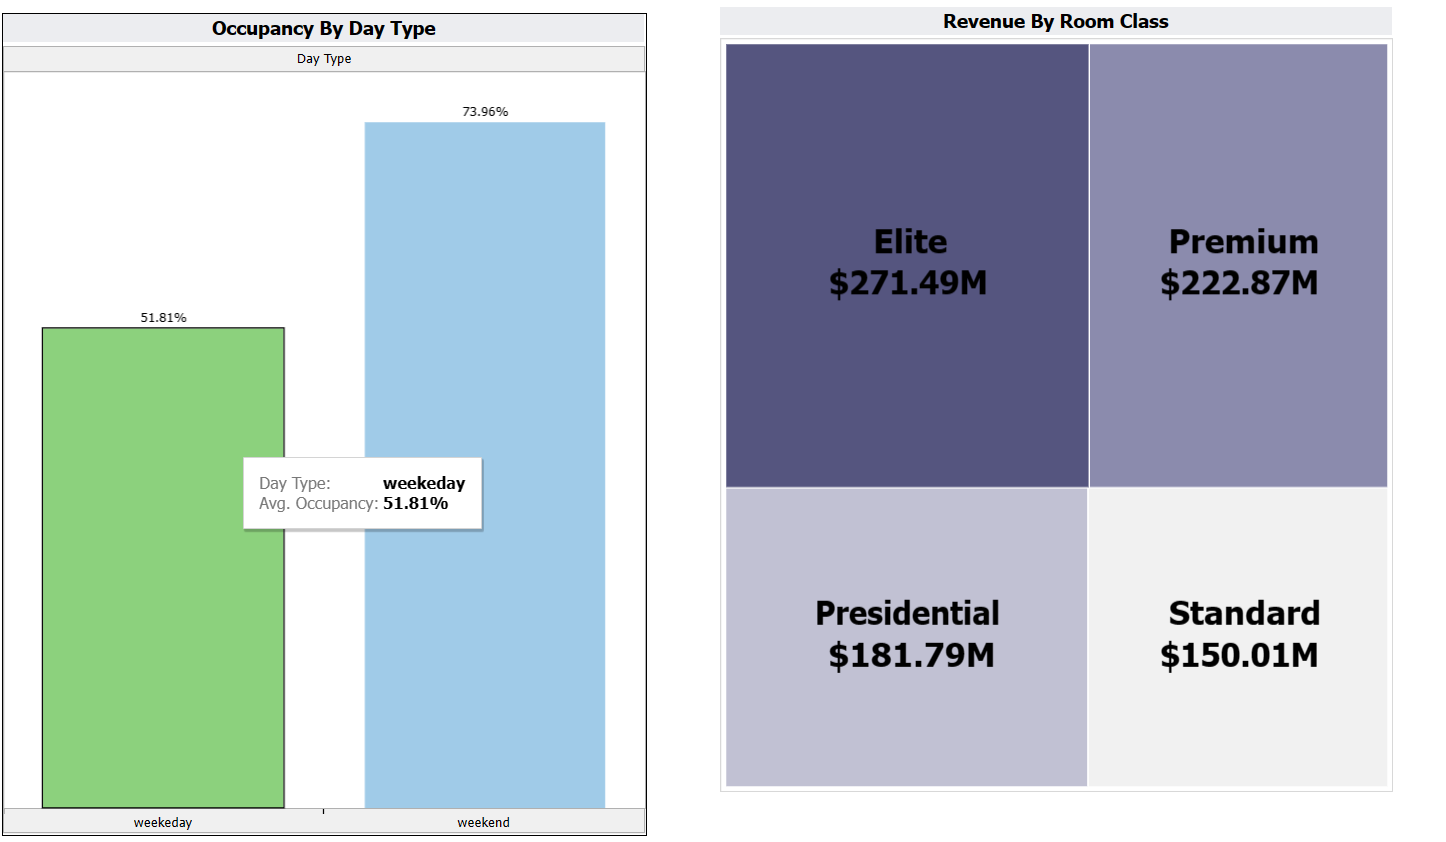 Occupancy By Day Type
Day Type
73.96%
51.81%
Day Type: weekeday
Avg. Occupancy: 51.81%
weekeday weekend
Revenue By Room Class
Elite
$271.49M
Premium
$222.87M
Presidential
$181.79M
Standard
$150.01M